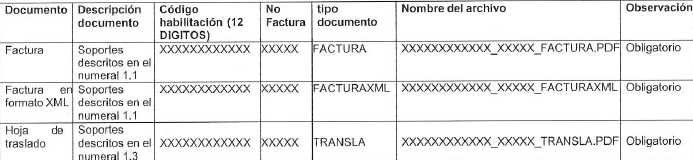 Documento Descripción documento Código habilitación (12 DIGITOS) No Factura tipo documento Nombre del archivo Observación
Factura Soportes descritos en el numeral 1.1 XXXXXXXXXXXX XXXXX FACTURA XXXXXXXXXXXX_XXXXX_FACTURA.PDF Obligatorio
Factura en formato XML Soportes descritos en el numeral 1.1 XXXXXXXXXXXX XXXXX FACTURAXML XXXXXXXXXXXX_XXXXX_FACTURAXML Obligatorio
Hoja de traslado Soportes descritos en el numeral 1.3 XXXXXXXXXXXX XXXXX TRANSLA XXXXXXXXXXXX_XXXXX_TRANSLA.PDF Obligatorio